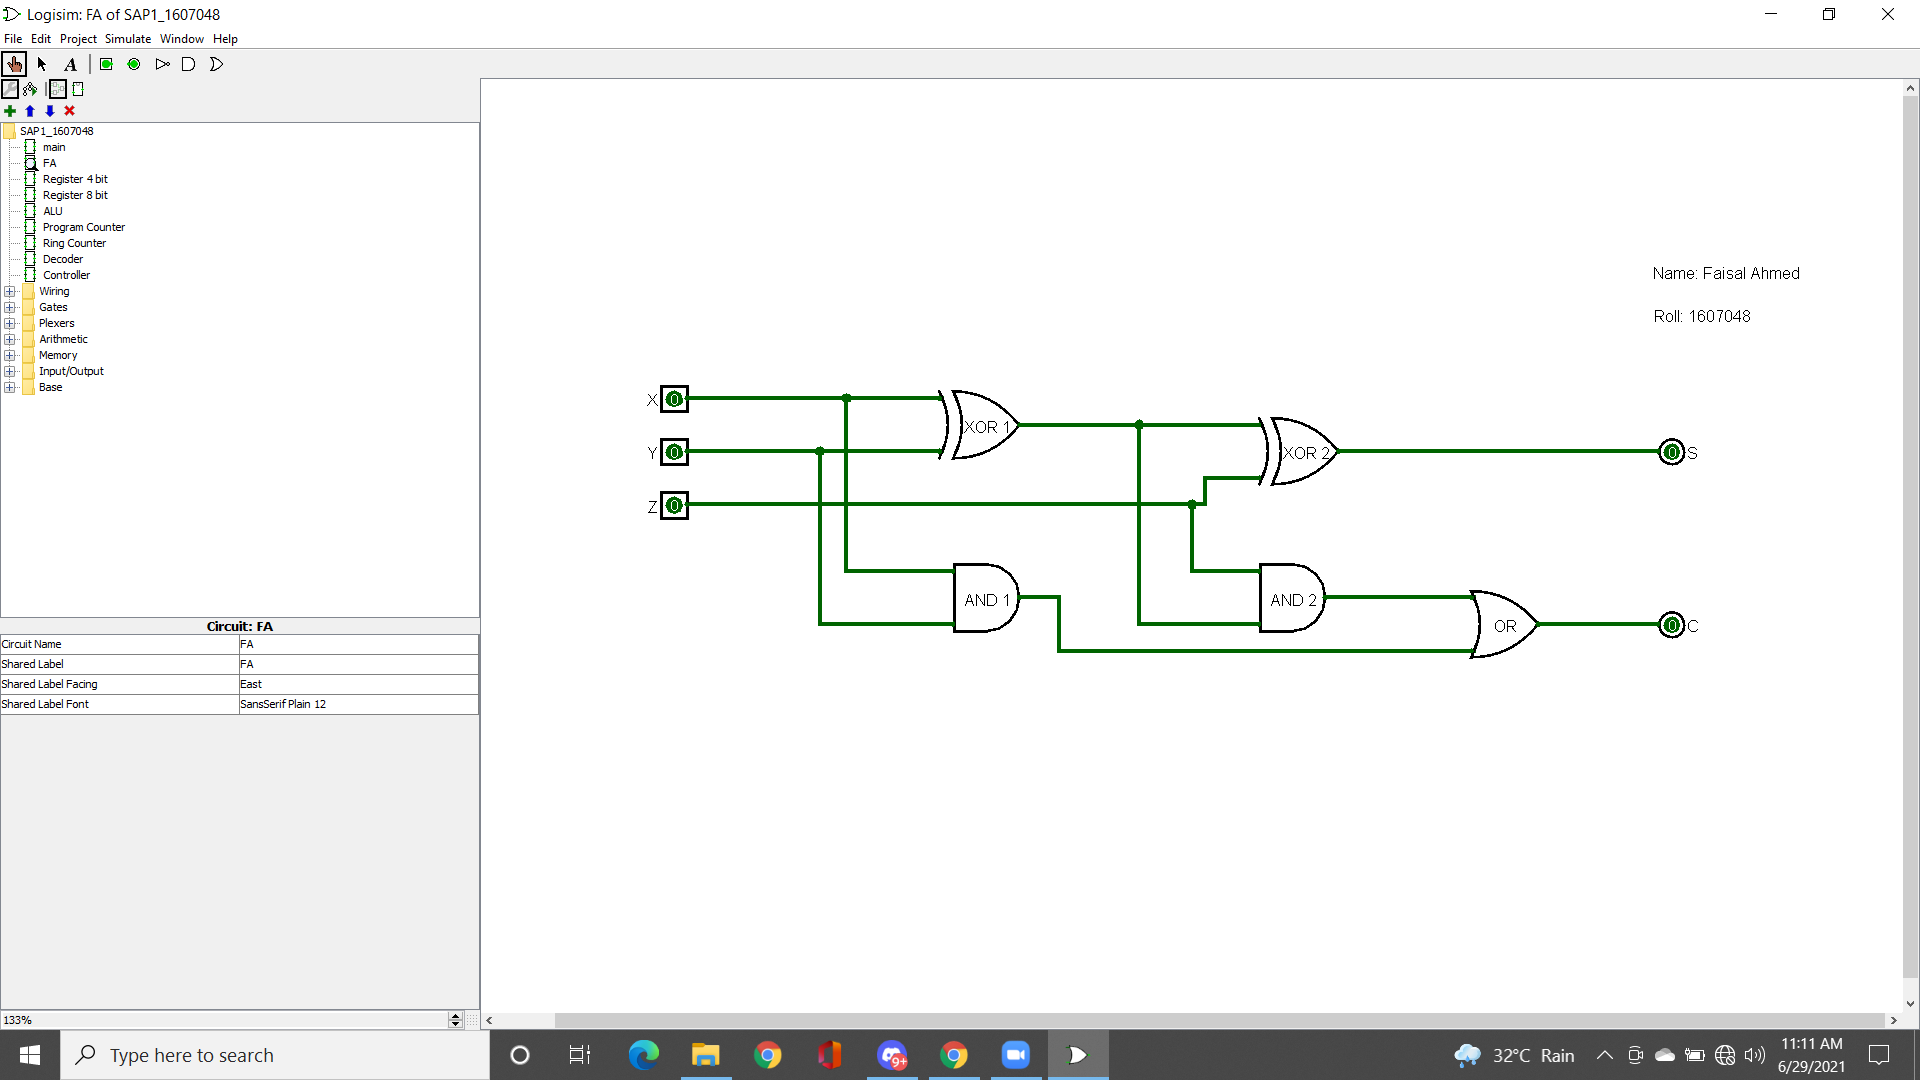 Logisim: FA of SAP1_1607048
File Edit Project Simulate Window Help
A
SAP1_1607048
main
FA
Register 4 bit
Register 8 bit
ALU
Program Counter
Ring Counter
Decoder
Controller
Wiring
Gates
Plexers
Arithmetic
Memory
Input/Output
Base
Circuit: FA
Circuit Name FA
Shared Label FA
Shared Label Facing East
Shared Label Font SansSerif Plain 12
133%
Name: Faisal Ahmed
Roll: 1607048
X 0
XOR 1
Y 0
XOR 2
0 S
Z 0
AND 1
AND 2
OR
0 C
Type here to search
9+
32°C Rain
11:11 AM
6/29/2021